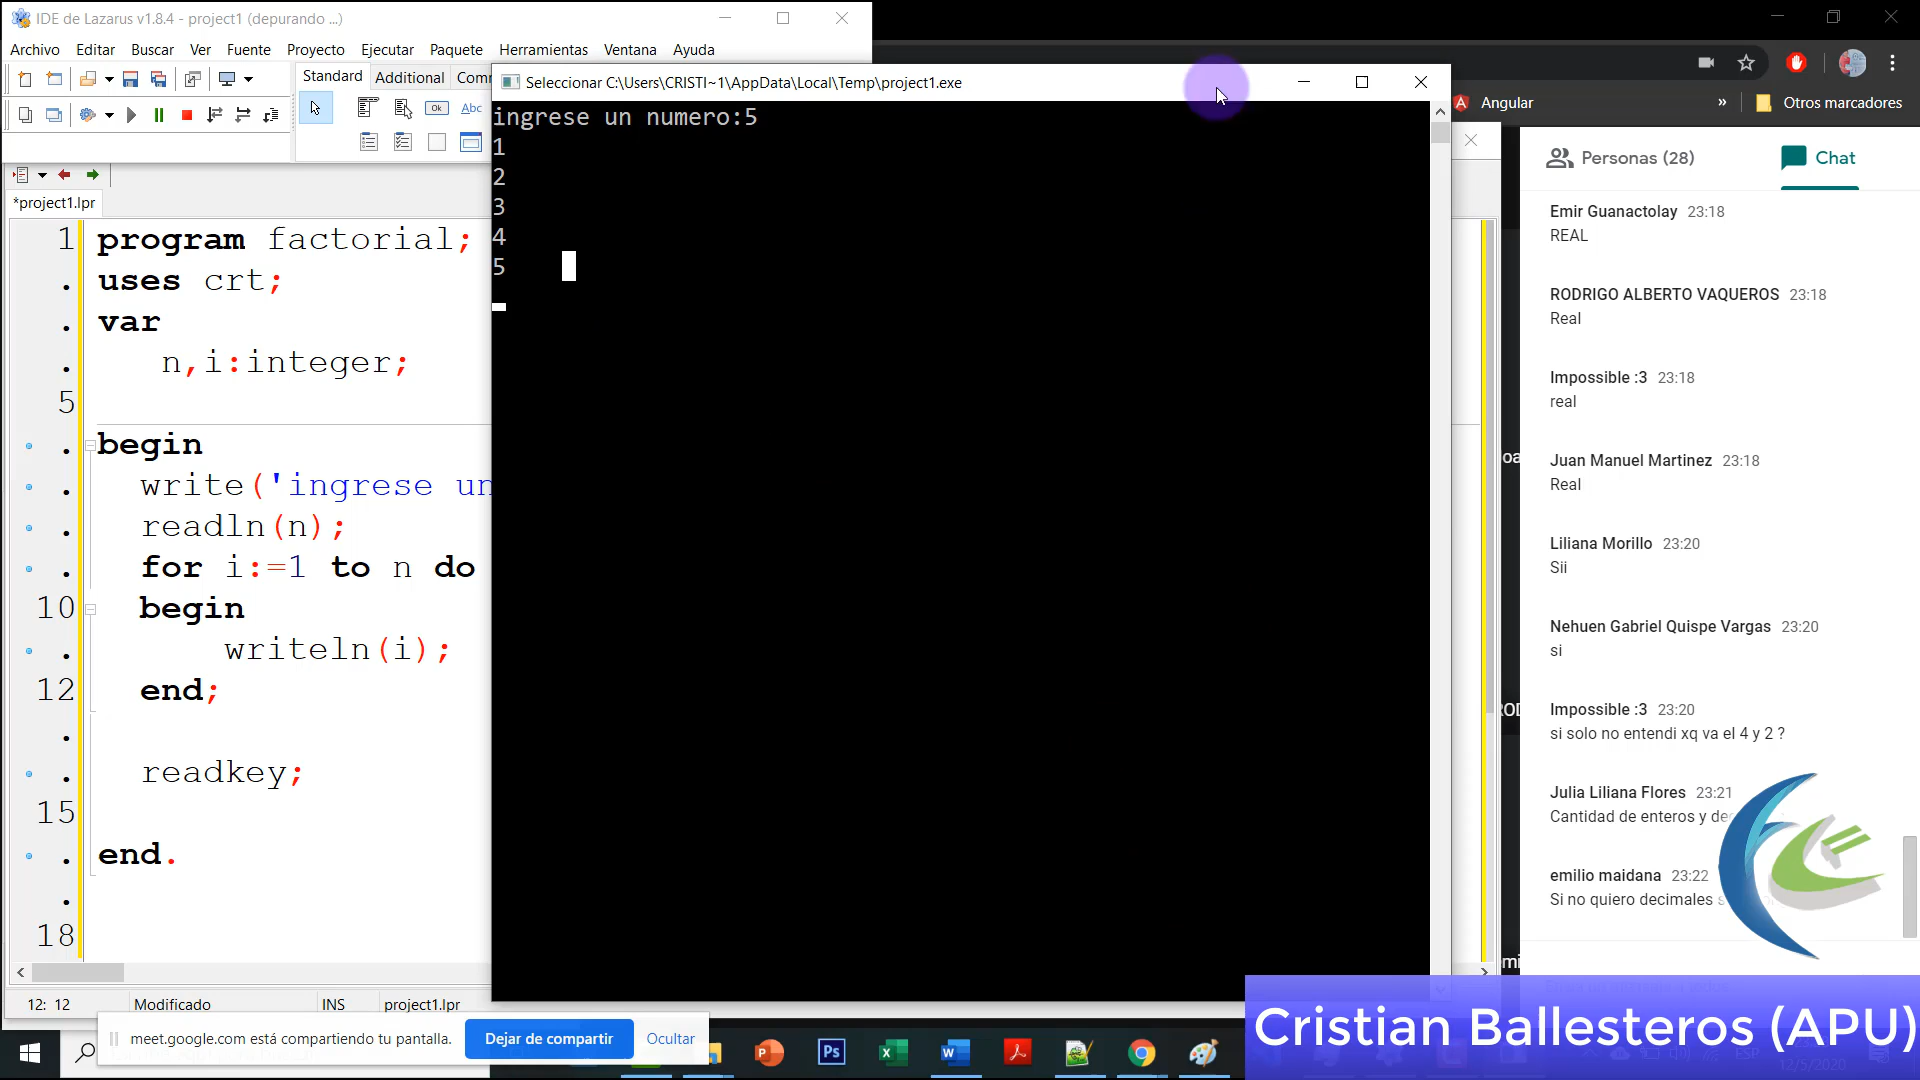 IDE de Lazarus v1.8.4 - project1 (depurando ...)
Archivo Editar Buscar Ver Fuente Proyecto Ejecutar Paquete Herramientas Ventana Ayuda
Standard Additional Comm
Ok Abc
*project1.lpr
1 program factorial;
. uses crt;
. var
. n,i:integer;
5
. begin
. write('ingrese un
. readln(n);
. for i:=1 to n do
10 begin
. writeln(i);
12 end;
.
. readkey;
15
. end.
.
18
12: 12 Modificado INS project1.lpr
Seleccionar C:\Users\CRISTI~1\AppData\Local\Temp\project1.exe
ingrese un numero:5
1
2
3
4
5
Angular » Otros marcadores
Personas (28) Chat
Emir Guanactolay 23:18
REAL
RODRIGO ALBERTO VAQUEROS 23:18
Real
Impossible :3 23:18
real
Juan Manuel Martinez 23:18
Real
Liliana Morillo 23:20
Sii
Nehuen Gabriel Quispe Vargas 23:20
si
Impossible :3 23:20
si solo no entendi xq va el 4 y 2 ?
Julia Liliana Flores 23:21
Cantidad de enteros y de
emilio maidana 23:22
Si no quiero decimales s
meet.google.com está compartiendo tu pantalla. Dejar de compartir Ocultar
Cristian Ballesteros (APU)
12/5/2020